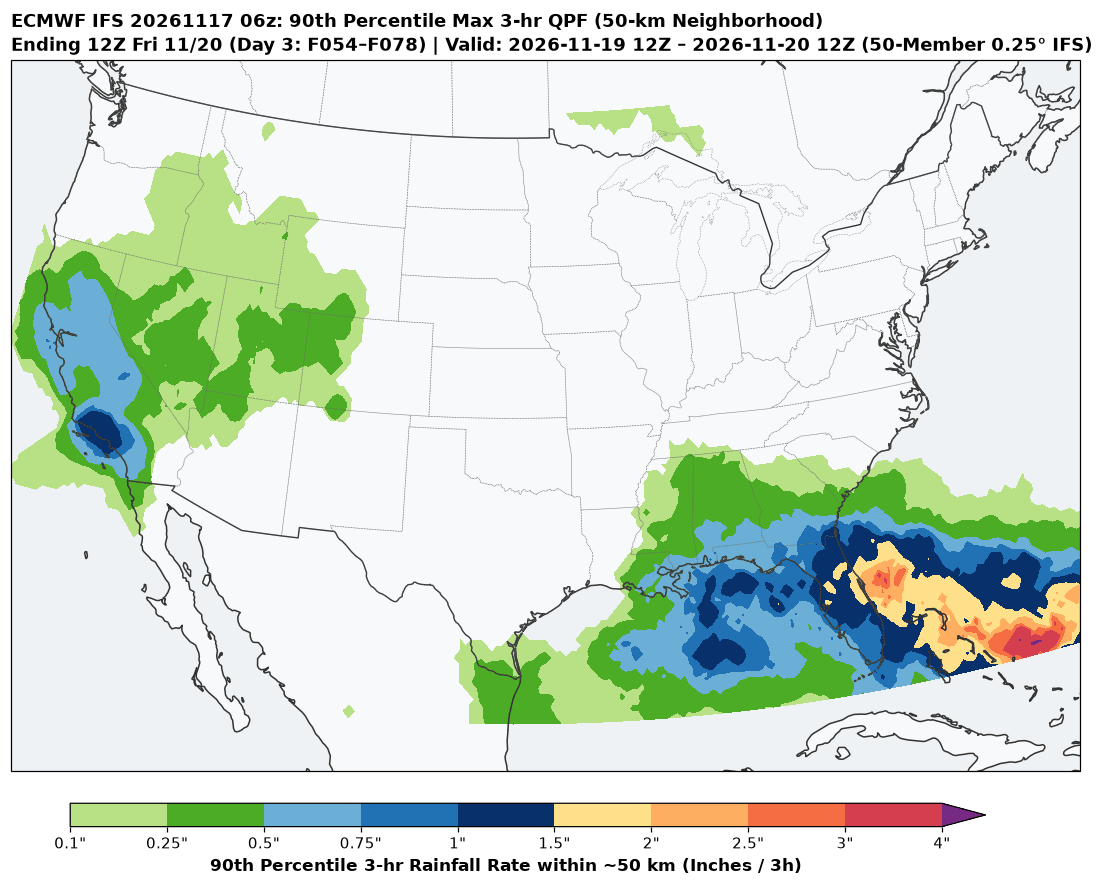 ECMWF IFS 20261117 06z: 90th Percentile Max 3-hr QPF (50-km Neighborhood)
Ending 12Z Fri 11/20 (Day 3: F054–F078) | Valid: 2026-11-19 12Z – 2026-11-20 12Z (50-Member 0.25° IFS)
0.1" 0.25" 0.5" 0.75" 1" 1.5" 2" 2.5" 3" 4"
90th Percentile 3-hr Rainfall Rate within ~50 km (Inches / 3h)